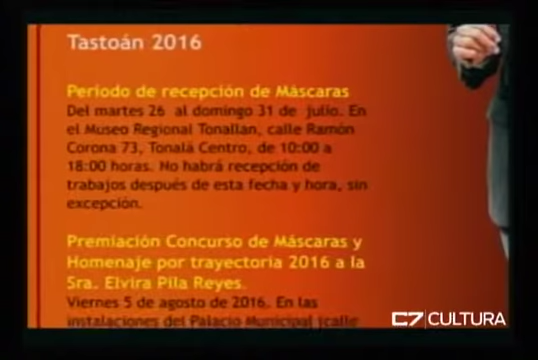 Tastoán 2016
Periodo de recepción de Máscaras
Del martes 26 al domingo 31 de julio. En
el Museo Regional Tonallan, calle Ramón
Corona 73, Tonalá Centro, de 10:00 a
18:00 horas. No habrá recepción de
trabajos después de esta fecha y hora, sin
excepción.
Premiación Concurso de Máscaras y
Homenaje por trayectoria 2016 a la
Sra. Elvira Pila Reyes.
Viernes 5 de agosto de 2016. En las
instalaciones del Palacio Municipal (calle
C7 CULTURA